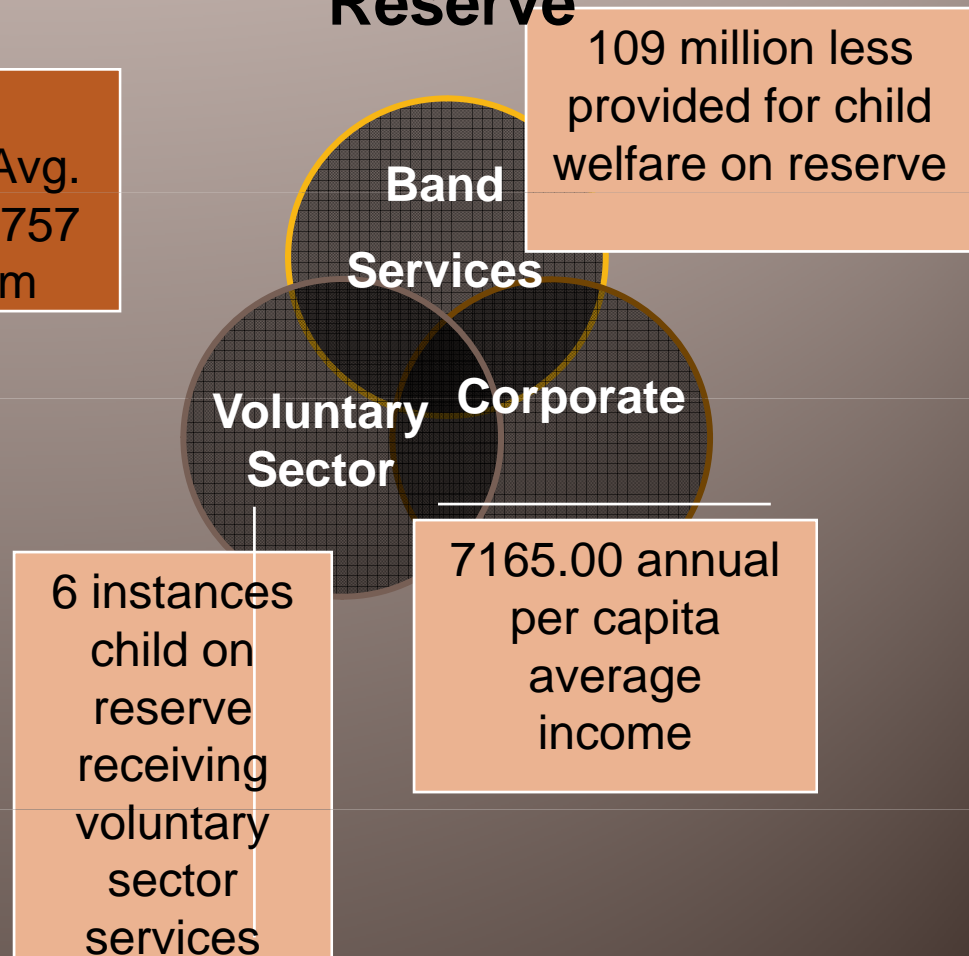 Reserve
109 million less
provided for child
welfare on reserve
Avg.
757
m
Band
Services
Voluntary
Sector
Corporate
7165.00 annual
per capita
average
income
6 instances
child on
reserve
receiving
voluntary
sector
services